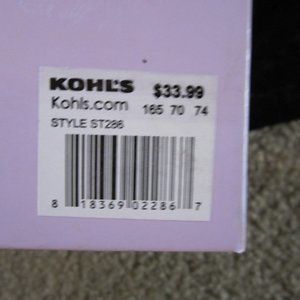 KOHL'S $33.99
Kohls.com 165 70 74
STYLE ST286
8 18369 02286 7